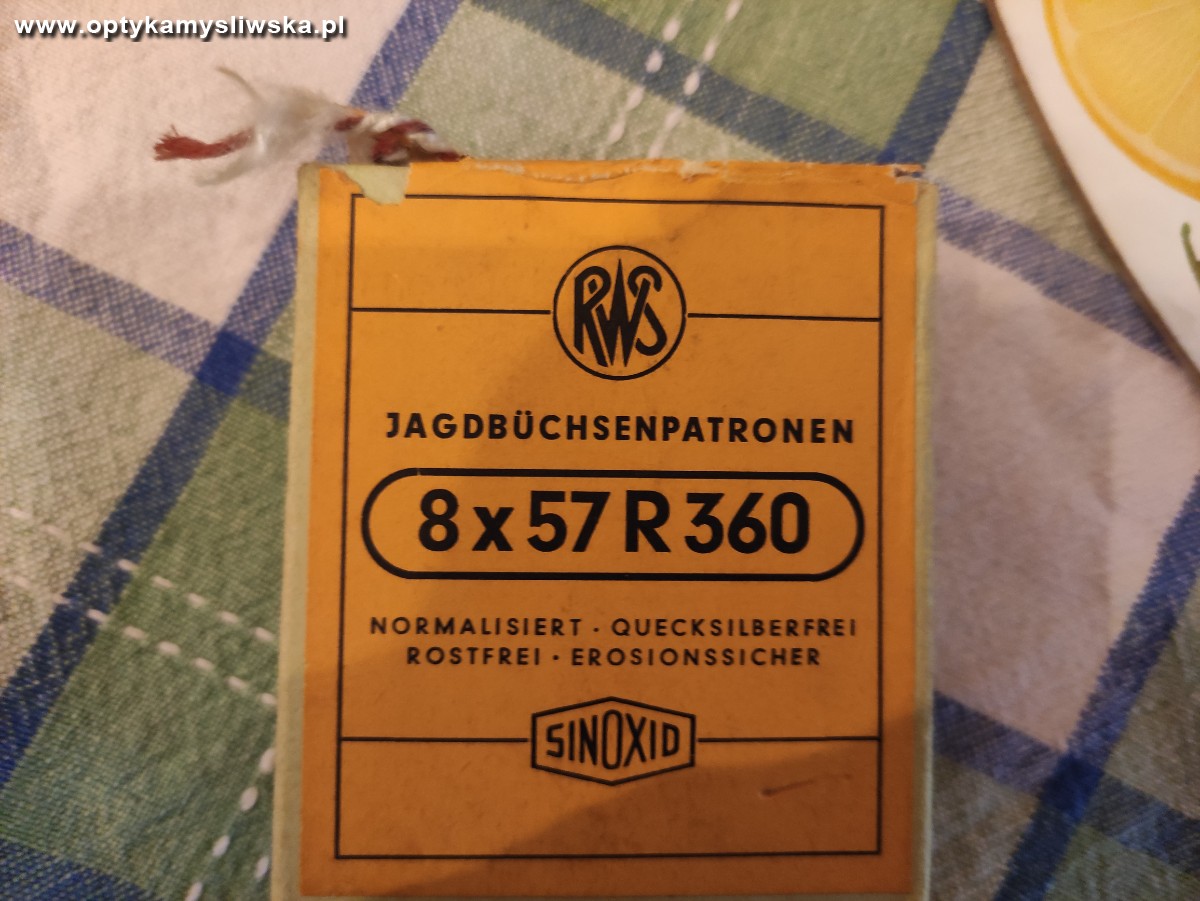 www.optykamysliwska.pl
RWS
JAGDBÜCHSENPATRONEN
8 x 57 R 360
NORMALISIERT · QUECKSILBERFREI
ROSTFREI · EROSIONSSICHER
SINOXID